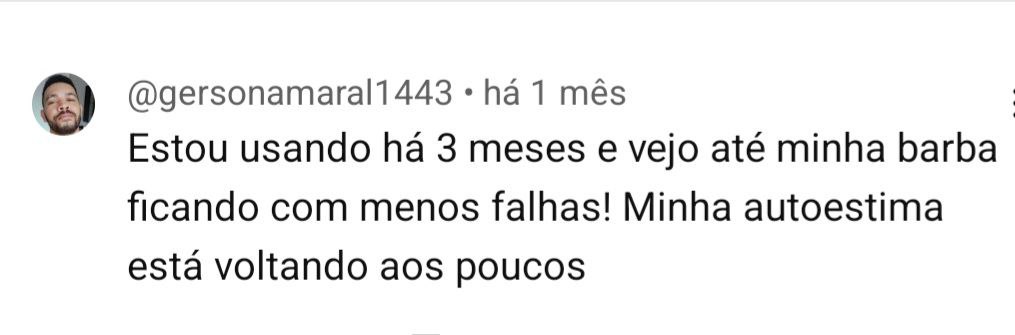 @gersonamaral1443 • há 1 mês
Estou usando há 3 meses e vejo até minha barba
ficando com menos falhas! Minha autoestima
está voltando aos poucos